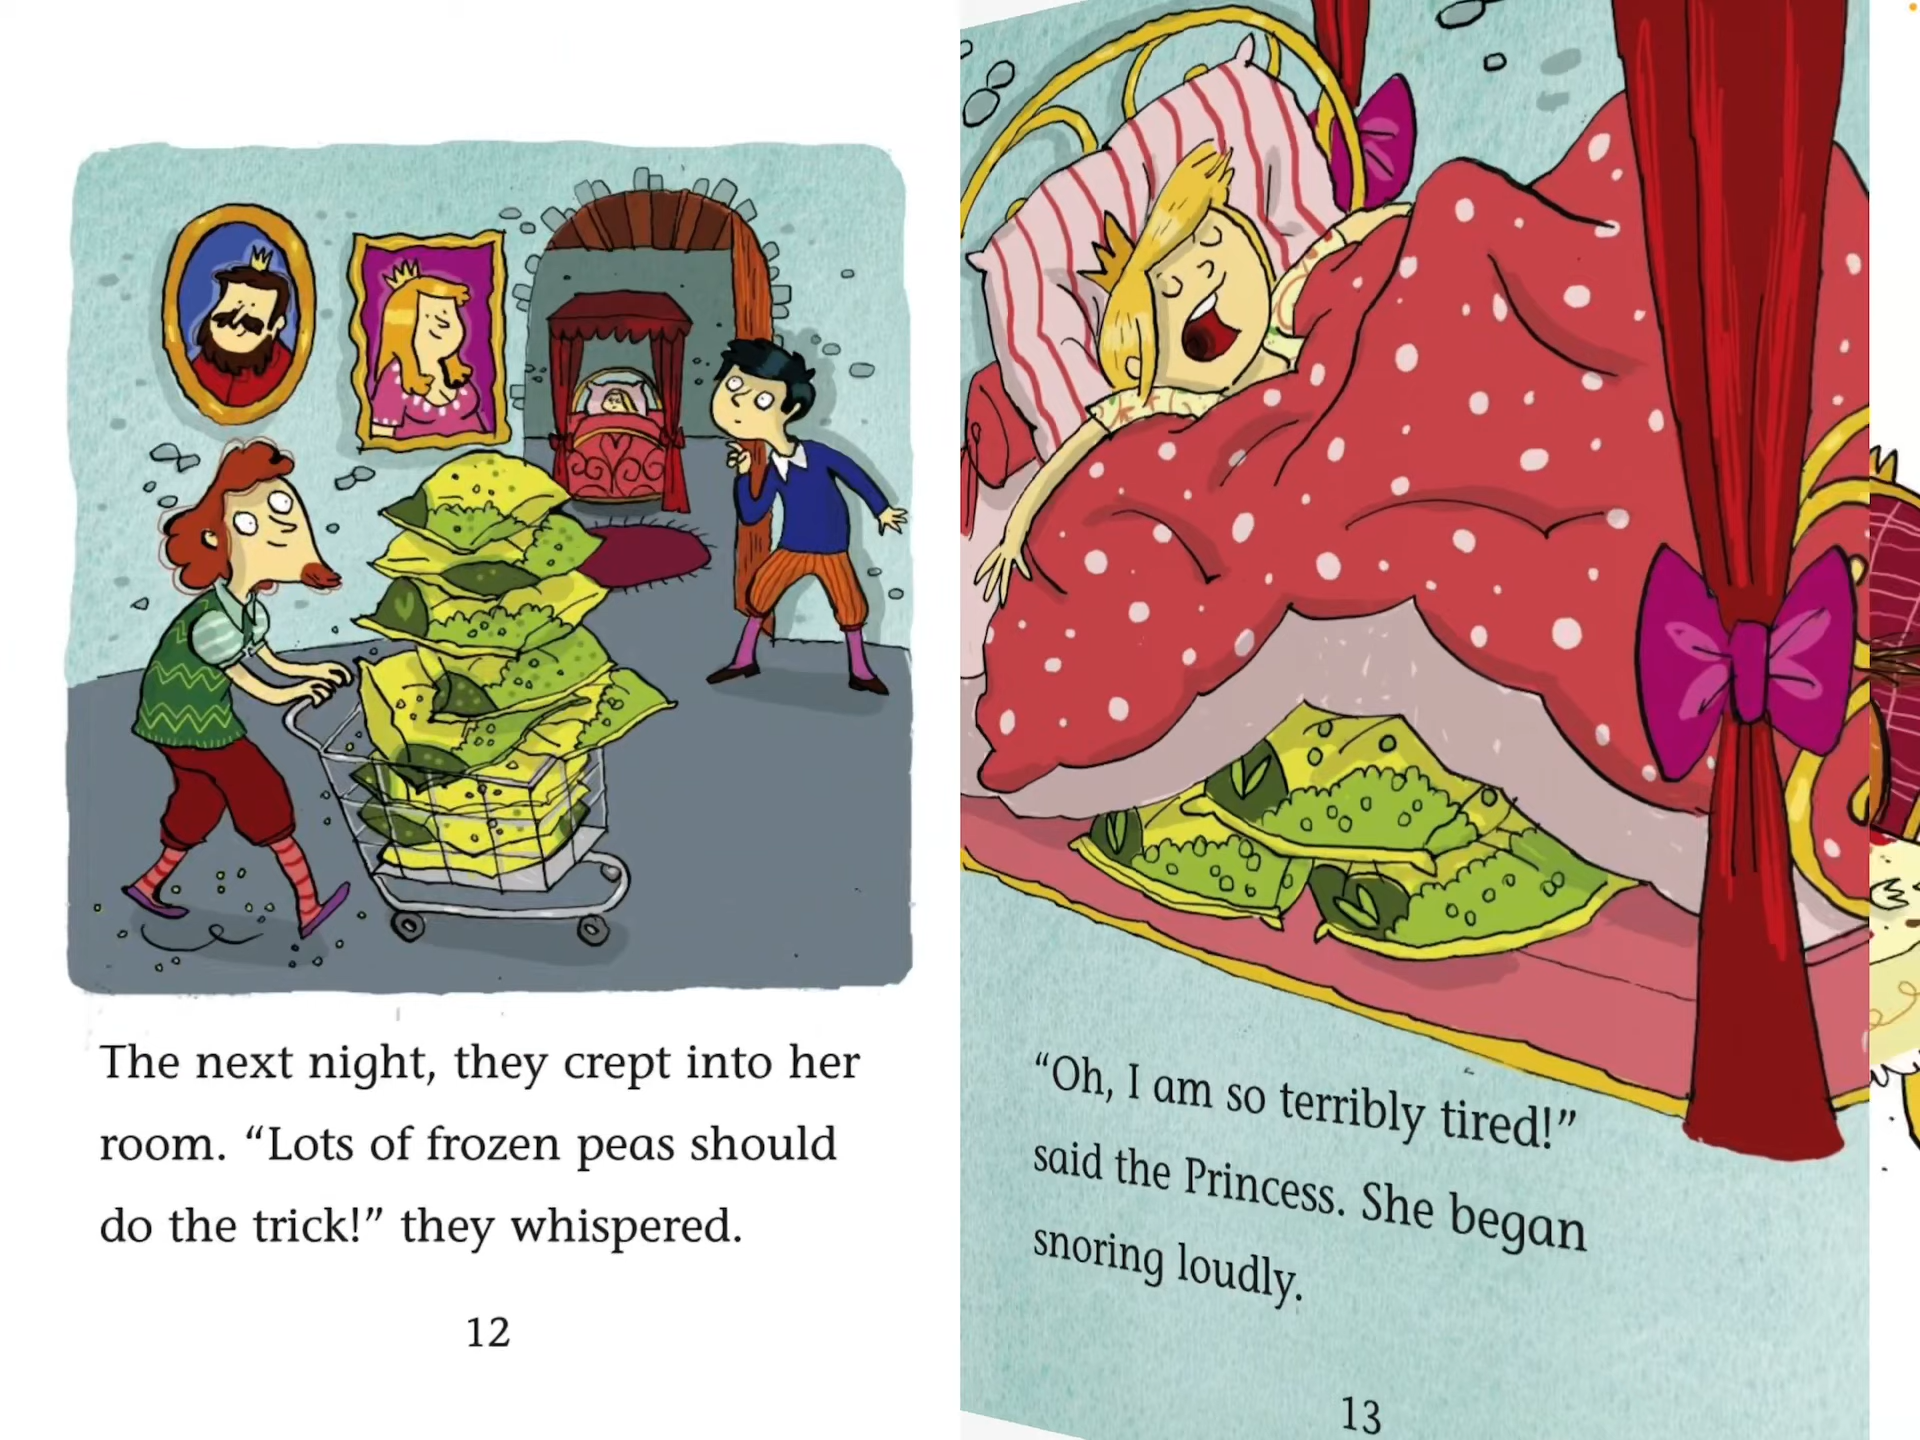 The next night, they crept into her
room. “Lots of frozen peas should
do the trick!” they whispered.
12
“Oh, I am so terribly tired!”
said the Princess. She began
snoring loudly.
13